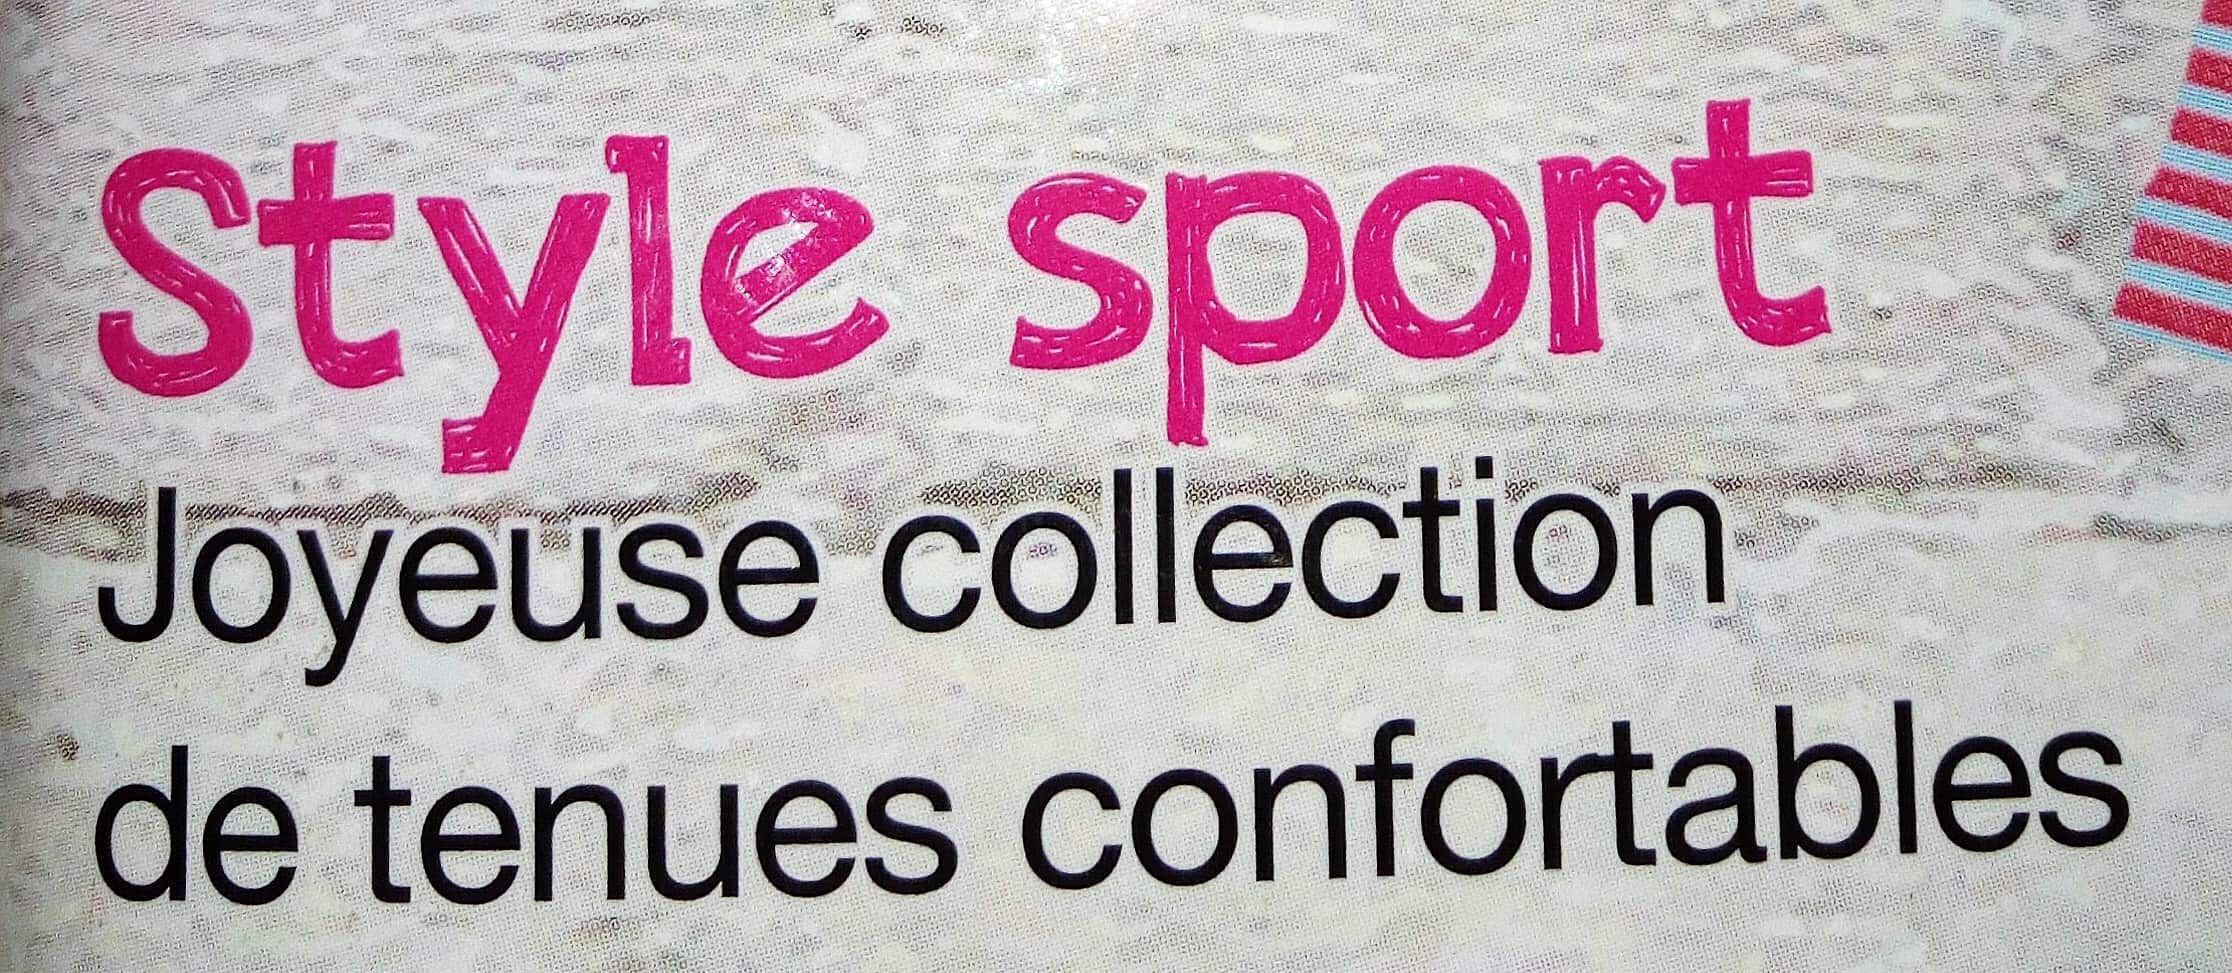 Style sport
Joyeuse collection
de tenues confortables